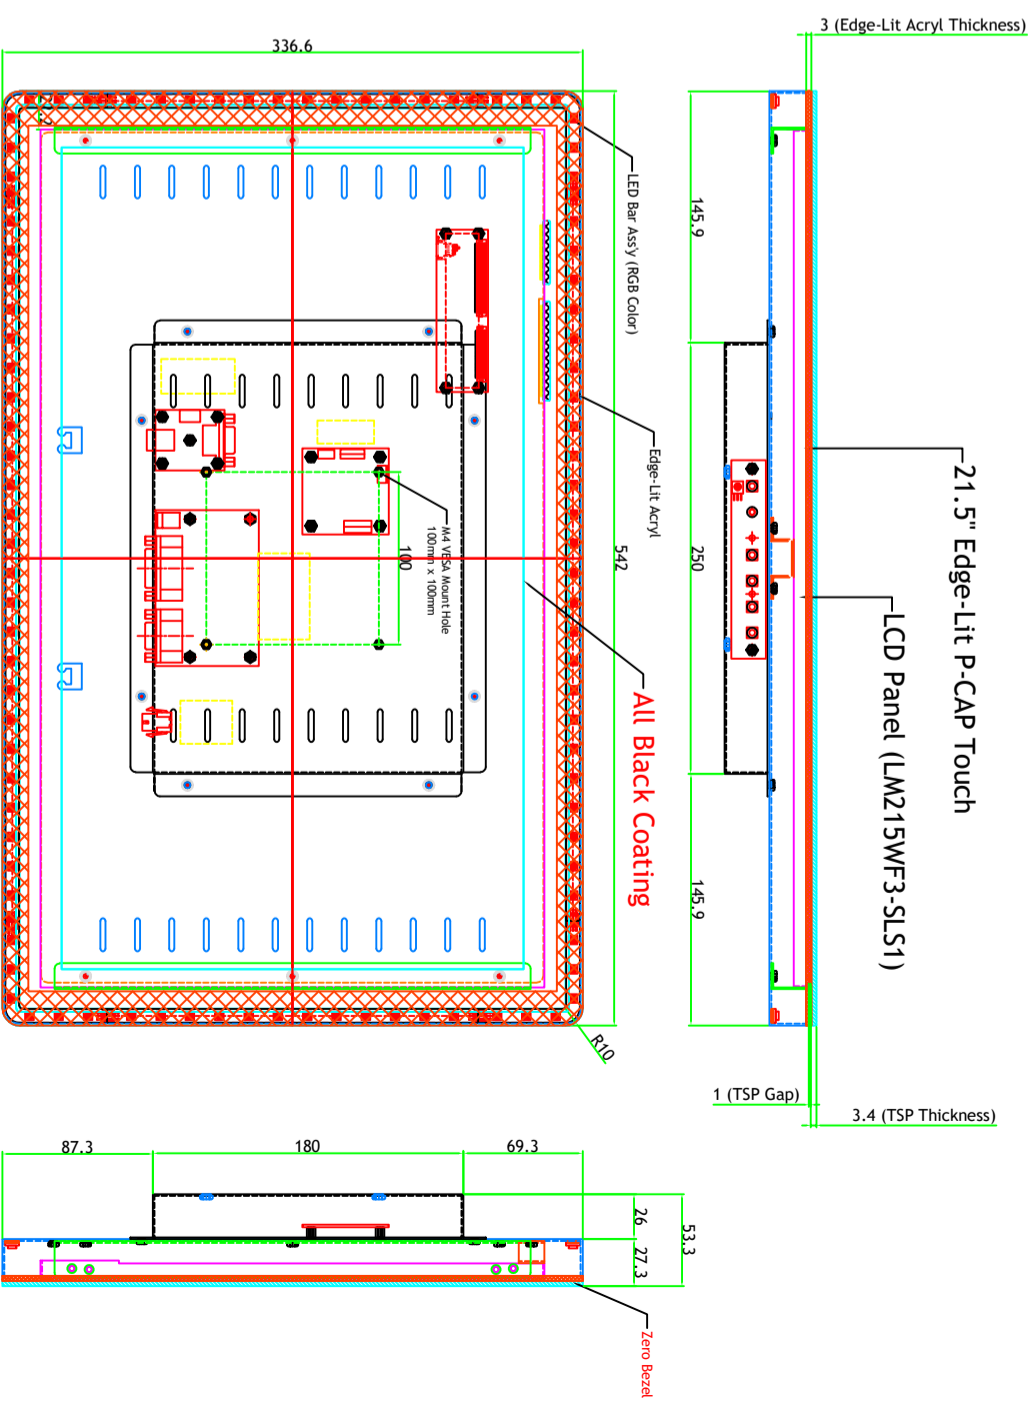 3 (Edge-Lit Acryl Thickness)
336.6
LED Bar Ass'y (RGB Color)
145.9
Edge-Lit Acryl
21.5" Edge-Lit P-CAP Touch
LCD Panel (LM215WF3-SLS1)
M4 VESA Mount Hole
100mm x 100mm
100
542
250
All Black Coating
145.9
R10
1 (TSP Gap)
3.4 (TSP Thickness)
87.3
180
69.3
26
53.3
27.3
Zero Bezel